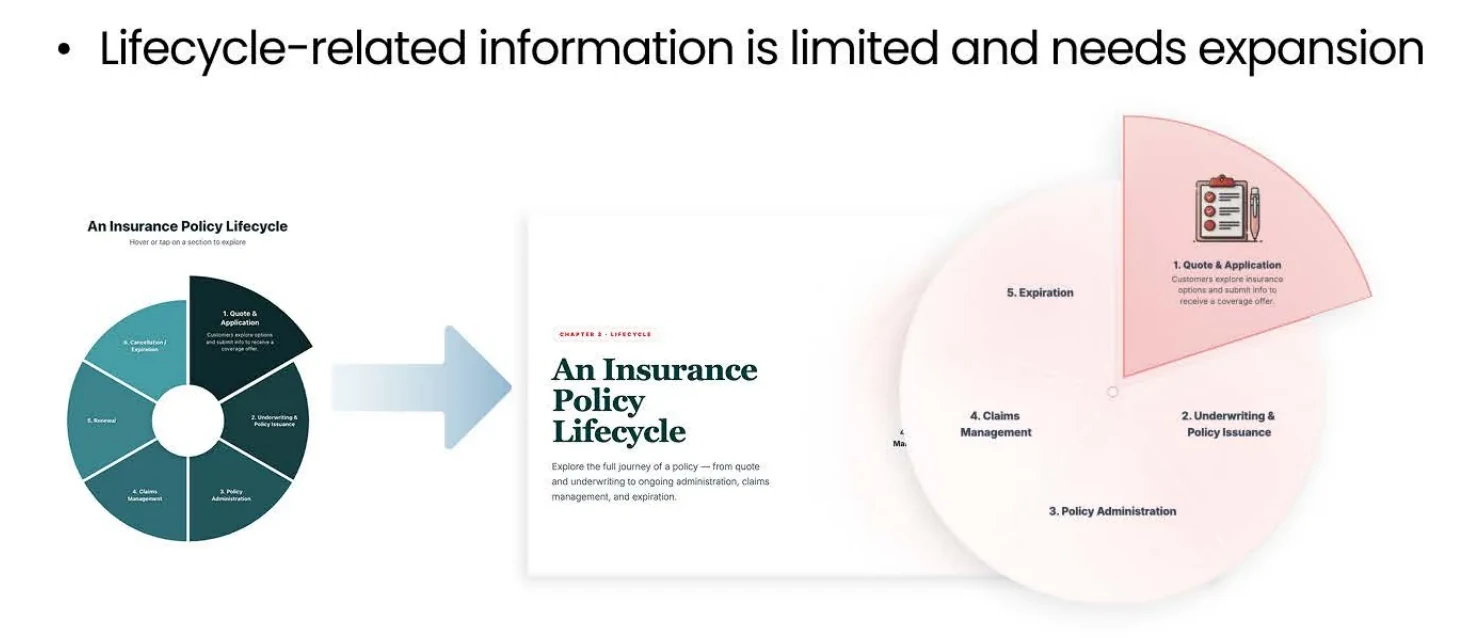 • Lifecycle-related information is limited and needs expansion
An Insurance Policy Lifecycle
Hover or tap on a section to explore
1. Quote &
Application
Customers explore options
and submit info to receive a
coverage offer.
2. Underwriting &
Policy Issuance
3. Policy
Administration
4. Claims
Management
5. Renewal
6. Cancellation /
Expiration
CHAPTER 2 · LIFECYCLE
An Insurance
Policy
Lifecycle
Explore the full journey of a policy — from quote
and underwriting to ongoing administration, claims
management, and expiration.
4.
Ma
1. Quote & Application
Customers explore insurance
options and submit info to
receive a coverage offer.
2. Underwriting &
Policy Issuance
3. Policy Administration
4. Claims
Management
5. Expiration